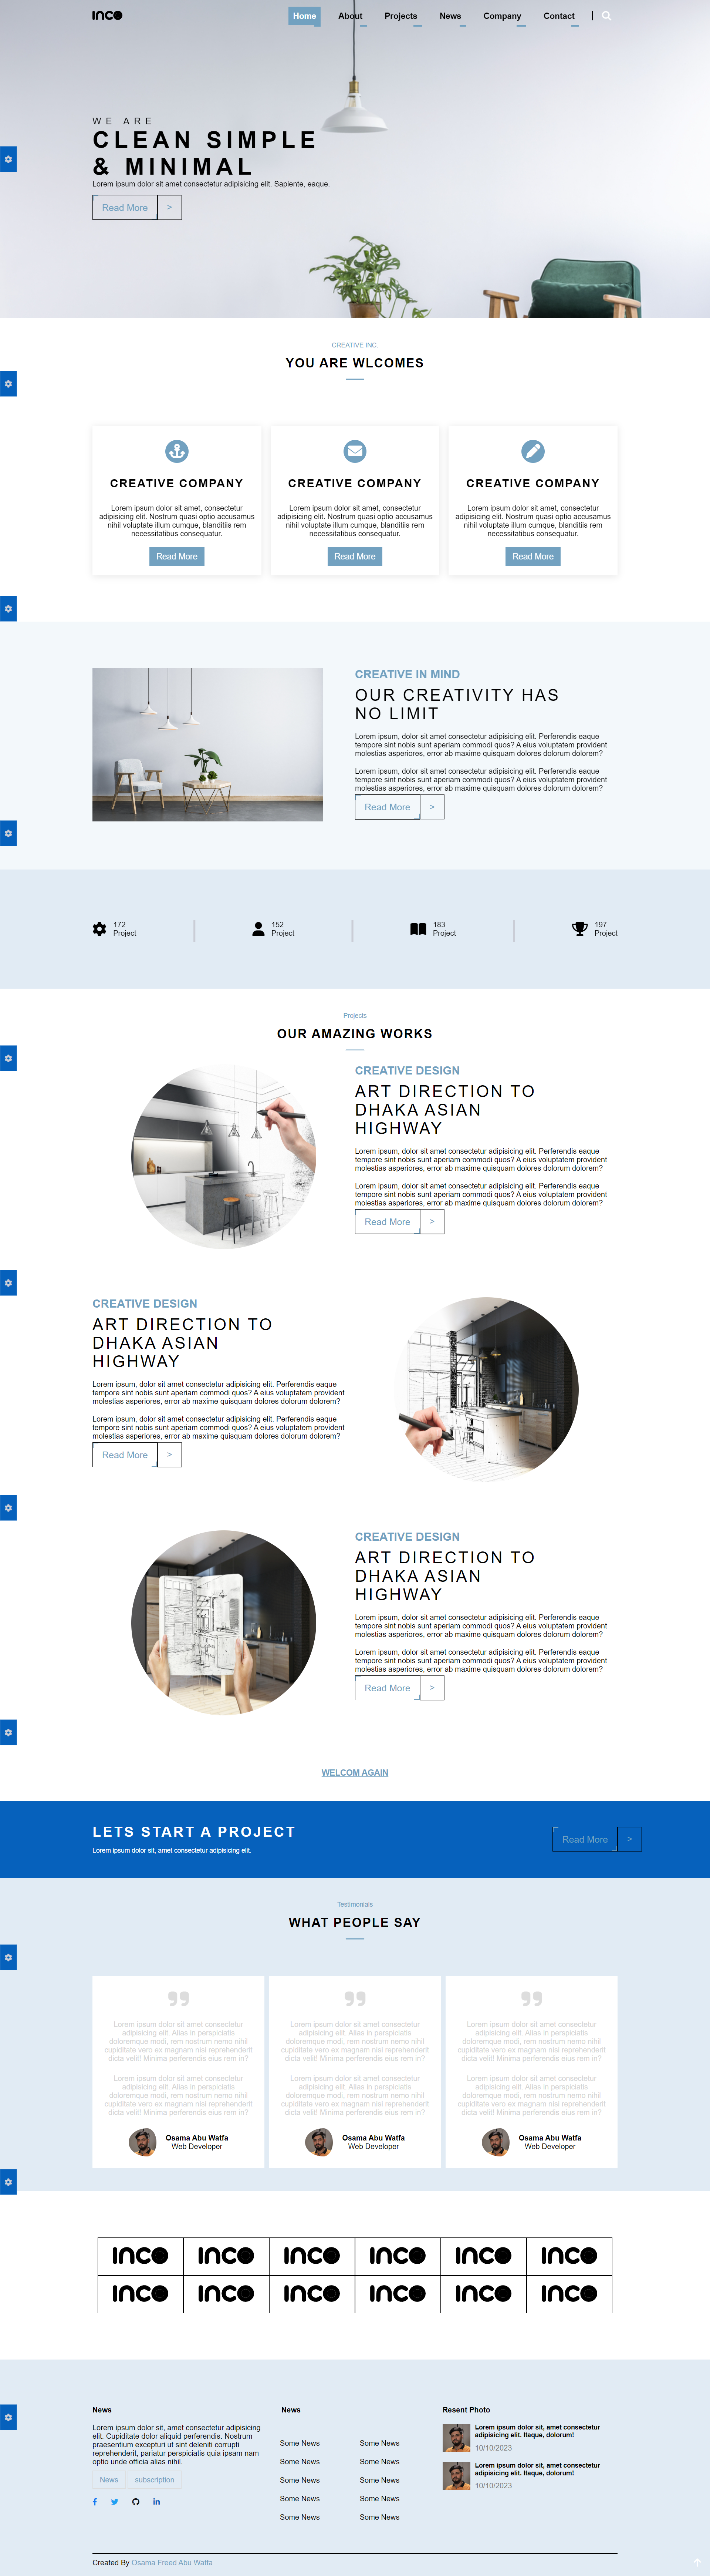 INCO
Home About Projects News Company Contact
WE ARE
CLEAN SIMPLE
& MINIMAL
Lorem ipsum dolor sit amet consectetur adipisicing elit. Sapiente, eaque.
Read More >
CREATIVE INC.
YOU ARE WLCOMES
CREATIVE COMPANY
Lorem ipsum dolor sit amet, consectetur
adipisicing elit. Nostrum quasi optio accusamus
nihil voluptate illum cumque, blanditiis rem
necessitatibus consequatur.
Read More
CREATIVE COMPANY
Lorem ipsum dolor sit amet, consectetur
adipisicing elit. Nostrum quasi optio accusamus
nihil voluptate illum cumque, blanditiis rem
necessitatibus consequatur.
Read More
CREATIVE COMPANY
Lorem ipsum dolor sit amet, consectetur
adipisicing elit. Nostrum quasi optio accusamus
nihil voluptate illum cumque, blanditiis rem
necessitatibus consequatur.
Read More
CREATIVE IN MIND
OUR CREATIVITY HAS
NO LIMIT
Lorem ipsum, dolor sit amet consectetur adipisicing elit. Perferendis eaque
tempore sint nobis sunt aperiam commodi quos? A eius voluptatem provident
molestias asperiores, error ab maxime quisquam dolores dolorum dolorem?
Lorem ipsum, dolor sit amet consectetur adipisicing elit. Perferendis eaque
tempore sint nobis sunt aperiam commodi quos? A eius voluptatem provident
molestias asperiores, error ab maxime quisquam dolores dolorum dolorem?
Read More >
172
Project
152
Project
183
Project
197
Project
Projects
OUR AMAZING WORKS
CREATIVE DESIGN
ART DIRECTION TO
DHAKA ASIAN
HIGHWAY
Lorem ipsum, dolor sit amet consectetur adipisicing elit. Perferendis eaque
tempore sint nobis sunt aperiam commodi quos? A eius voluptatem provident
molestias asperiores, error ab maxime quisquam dolores dolorum dolorem?
Lorem ipsum, dolor sit amet consectetur adipisicing elit. Perferendis eaque
tempore sint nobis sunt aperiam commodi quos? A eius voluptatem provident
molestias asperiores, error ab maxime quisquam dolores dolorum dolorem?
Read More >
CREATIVE DESIGN
ART DIRECTION TO
DHAKA ASIAN
HIGHWAY
Lorem ipsum, dolor sit amet consectetur adipisicing elit. Perferendis eaque
tempore sint nobis sunt aperiam commodi quos? A eius voluptatem provident
molestias asperiores, error ab maxime quisquam dolores dolorum dolorem?
Lorem ipsum, dolor sit amet consectetur adipisicing elit. Perferendis eaque
tempore sint nobis sunt aperiam commodi quos? A eius voluptatem provident
molestias asperiores, error ab maxime quisquam dolores dolorum dolorem?
Read More >
CREATIVE DESIGN
ART DIRECTION TO
DHAKA ASIAN
HIGHWAY
Lorem ipsum, dolor sit amet consectetur adipisicing elit. Perferendis eaque
tempore sint nobis sunt aperiam commodi quos? A eius voluptatem provident
molestias asperiores, error ab maxime quisquam dolores dolorum dolorem?
Lorem ipsum, dolor sit amet consectetur adipisicing elit. Perferendis eaque
tempore sint nobis sunt aperiam commodi quos? A eius voluptatem provident
molestias asperiores, error ab maxime quisquam dolores dolorum dolorem?
Read More >
WELCOM AGAIN
LETS START A PROJECT
Lorem ipsum dolor sit, amet consectetur adipisicing elit.
Read More >
Testimonials
WHAT PEOPLE SAY
Lorem ipsum dolor sit amet consectetur
adipisicing elit. Alias in perspiciatis
doloremque modi, rem nostrum nemo nihil
cupiditate vero ex magnam nisi reprehenderit
dicta velit! Minima perferendis eius rem in?
Lorem ipsum dolor sit amet consectetur
adipisicing elit. Alias in perspiciatis
doloremque modi, rem nostrum nemo nihil
cupiditate vero ex magnam nisi reprehenderit
dicta velit! Minima perferendis eius rem in?
Osama Abu Watfa
Web Developer
Lorem ipsum dolor sit amet consectetur
adipisicing elit. Alias in perspiciatis
doloremque modi, rem nostrum nemo nihil
cupiditate vero ex magnam nisi reprehenderit
dicta velit! Minima perferendis eius rem in?
Lorem ipsum dolor sit amet consectetur
adipisicing elit. Alias in perspiciatis
doloremque modi, rem nostrum nemo nihil
cupiditate vero ex magnam nisi reprehenderit
dicta velit! Minima perferendis eius rem in?
Osama Abu Watfa
Web Developer
Lorem ipsum dolor sit amet consectetur
adipisicing elit. Alias in perspiciatis
doloremque modi, rem nostrum nemo nihil
cupiditate vero ex magnam nisi reprehenderit
dicta velit! Minima perferendis eius rem in?
Lorem ipsum dolor sit amet consectetur
adipisicing elit. Alias in perspiciatis
doloremque modi, rem nostrum nemo nihil
cupiditate vero ex magnam nisi reprehenderit
dicta velit! Minima perferendis eius rem in?
Osama Abu Watfa
Web Developer
INCO INCO INCO INCO INCO INCO
INCO INCO INCO INCO INCO INCO
News
Lorem ipsum dolor sit, amet consectetur adipisicing
elit. Cupiditate dolor aliquid perferendis. Nostrum
praesentium excepturi ut sint deleniti corrupti
reprehenderit, pariatur perspiciatis quia ipsam nam
optio unde officia alias nihil.
News subscription
News
Some News Some News
Some News Some News
Some News Some News
Some News Some News
Some News Some News
Resent Photo
Lorem ipsum dolor sit, amet consectetur
adipisicing elit. Itaque, dolorum!
10/10/2023
Lorem ipsum dolor sit, amet consectetur
adipisicing elit. Itaque, dolorum!
10/10/2023
Created By Osama Freed Abu Watfa